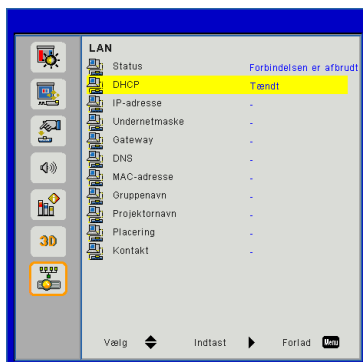 LAN
Status Forbindelsen er afbrudt
DHCP Tændt
IP-adresse -
Undernetmaske -
Gateway -
DNS -
MAC-adresse -
Gruppenavn -
Projektornavn -
Placering -
Kontakt -
3D
Vælg Indtast Forlad Menu